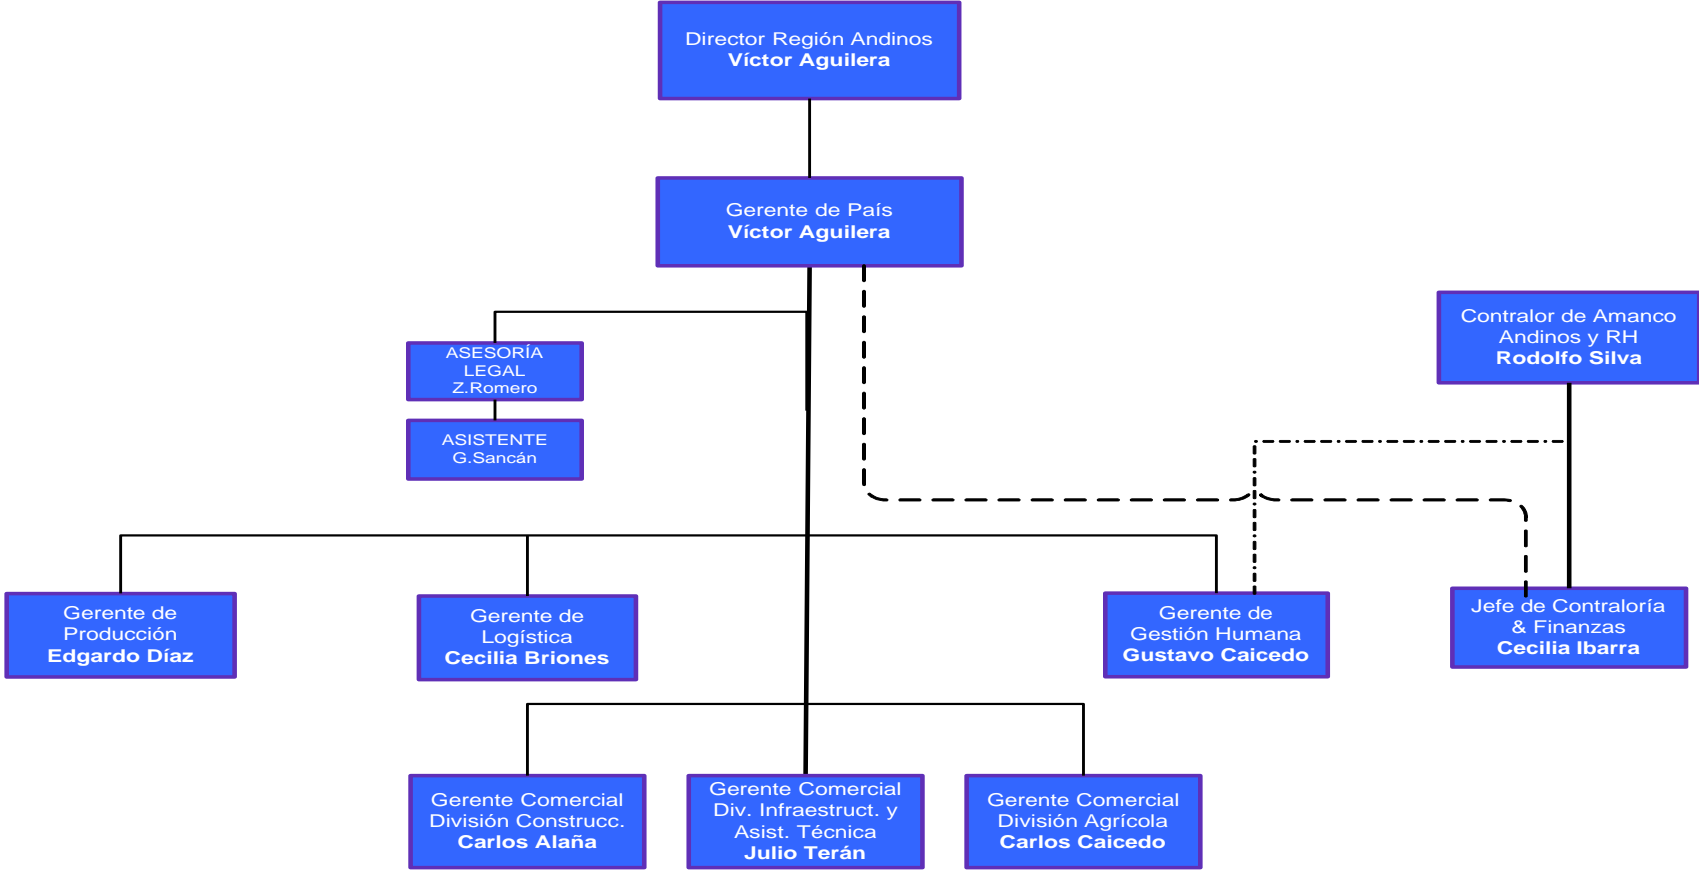 Director Región Andinos
Víctor Aguilera
Gerente de País
Víctor Aguilera
Contralor de Amanco
Andinos y RH
Rodolfo Silva
ASESORÍA
LEGAL
Z.Romero
ASISTENTE
G.Sancán
Gerente de
Producción
Edgardo Díaz
Gerente de
Logística
Cecilia Briones
Gerente de
Gestión Humana
Gustavo Caicedo
Jefe de Contraloría
& Finanzas
Cecilia Ibarra
Gerente Comercial
División Construcc.
Carlos Alaña
Gerente Comercial
Div. Infraestruct. y
Asist. Técnica
Julio Terán
Gerente Comercial
División Agrícola
Carlos Caicedo